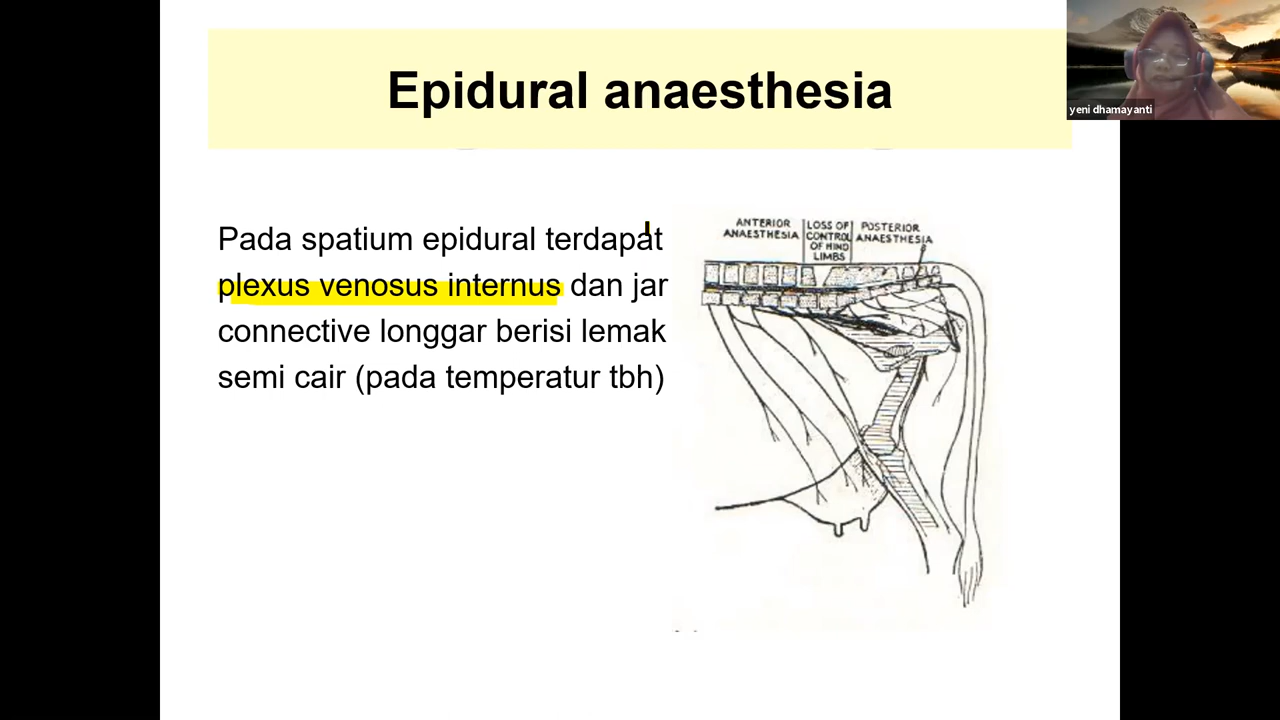 Epidural anaesthesia
yeni dhamayanti
Pada spatium epidural terdapat
plexus venosus internus dan jar
connective longgar berisi lemak
semi cair (pada temperatur tbh)
ANTERIOR
ANAESTHESIA
LOSS OF
CONTROL
OF HIND
LIMBS
POSTERIOR
ANAESTHESIA